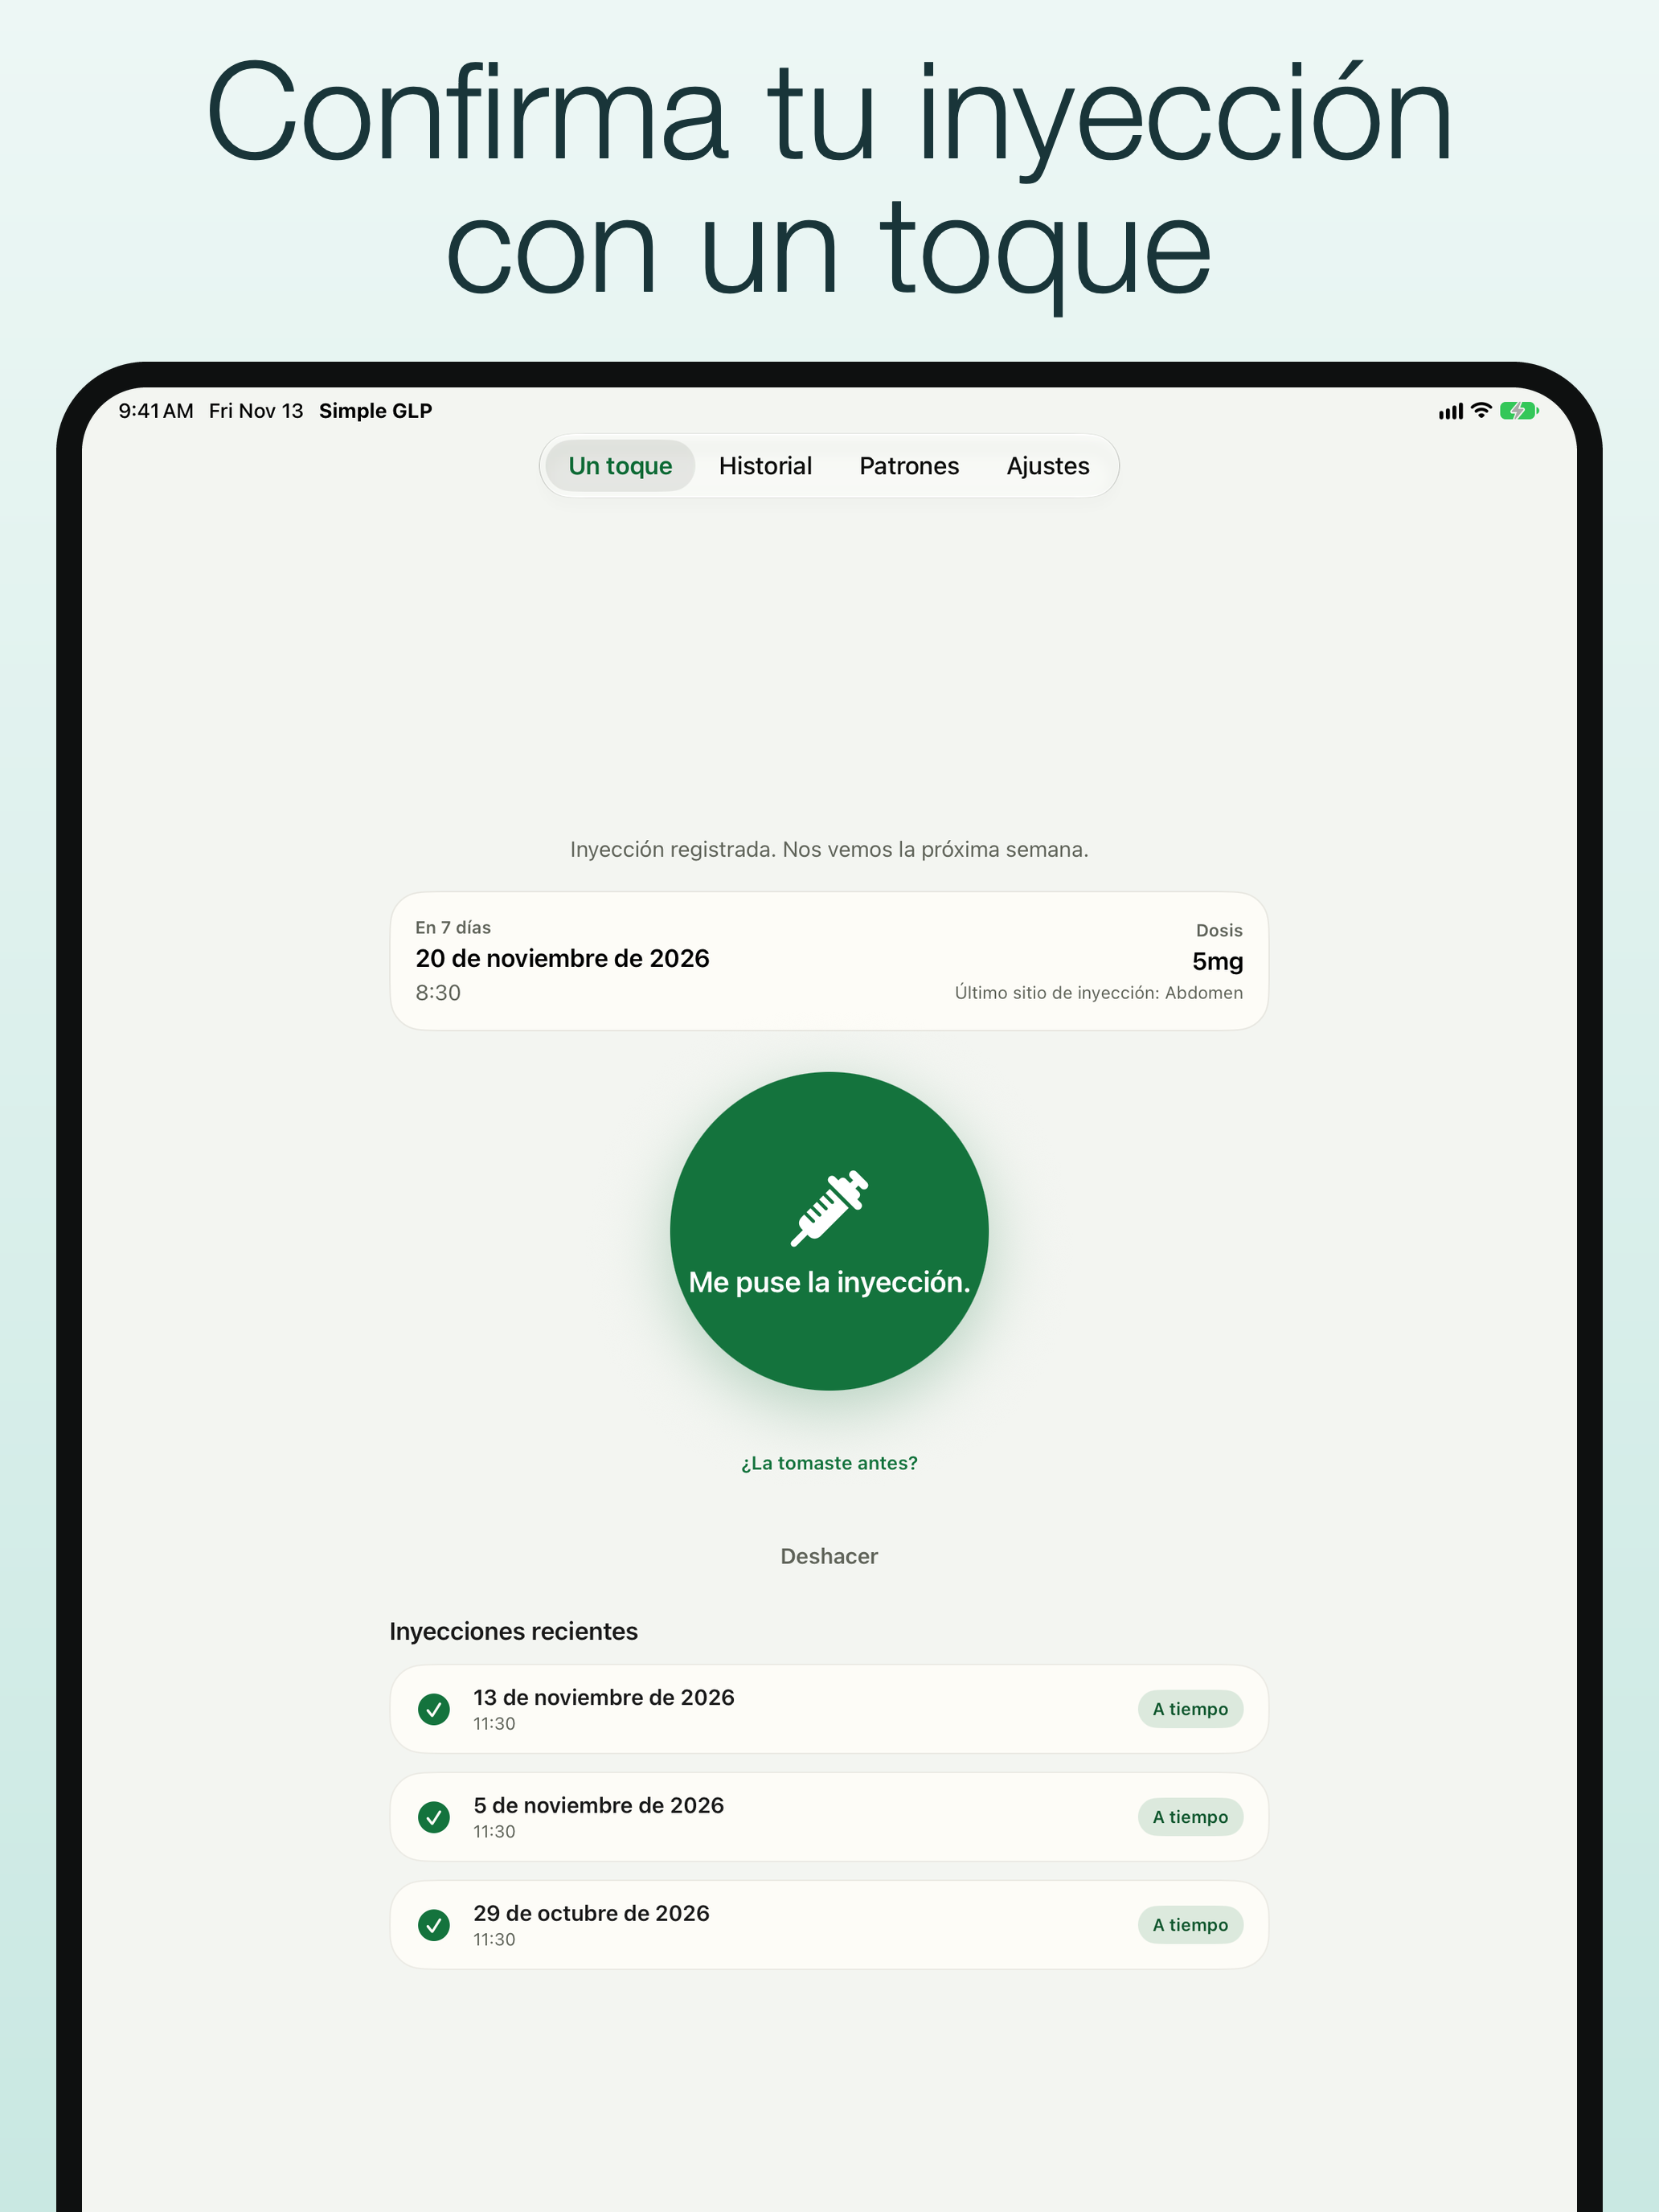 Confirma tu inyección
con un toque
9:41 AM Fri Nov 13 Simple GLP
Un toque Historial Patrones Ajustes
Inyección registrada. Nos vemos la próxima semana.
En 7 días
20 de noviembre de 2026
8:30
Dosis
5mg
Último sitio de inyección: Abdomen
Me puse la inyección.
¿La tomaste antes?
Deshacer
Inyecciones recientes
13 de noviembre de 2026
11:30
A tiempo
5 de noviembre de 2026
11:30
A tiempo
29 de octubre de 2026
11:30
A tiempo